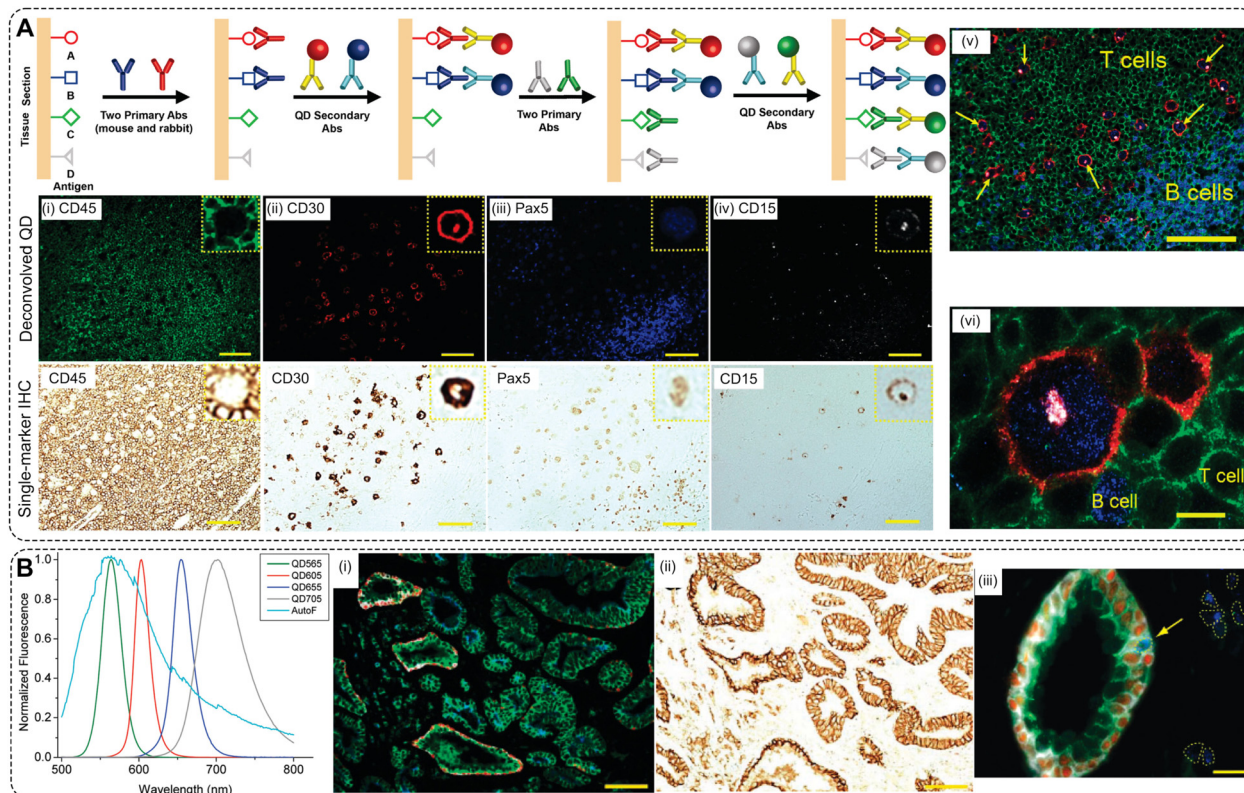 A
Tissue Section
A
B
C
D
Antigen
Two Primary Abs
(mouse and rabbit)
QD Secondary
Abs
Two Primary
Abs
QD Secondary
Abs
(v)
T cells
B cells
Deconvolved QD
(i) CD45
(ii) CD30
(iii) Pax5
(iv) CD15
Single-marker IHC
CD45
CD30
Pax5
CD15
(vi)
B cell
T cell
B
Normalized Fluorescence
1.0
0.8
0.6
0.4
0.2
0.0
500
600
700
800
Wavelength (nm)
QD565
QD605
QD655
QD705
AutoF
(i)
(ii)
(iii)